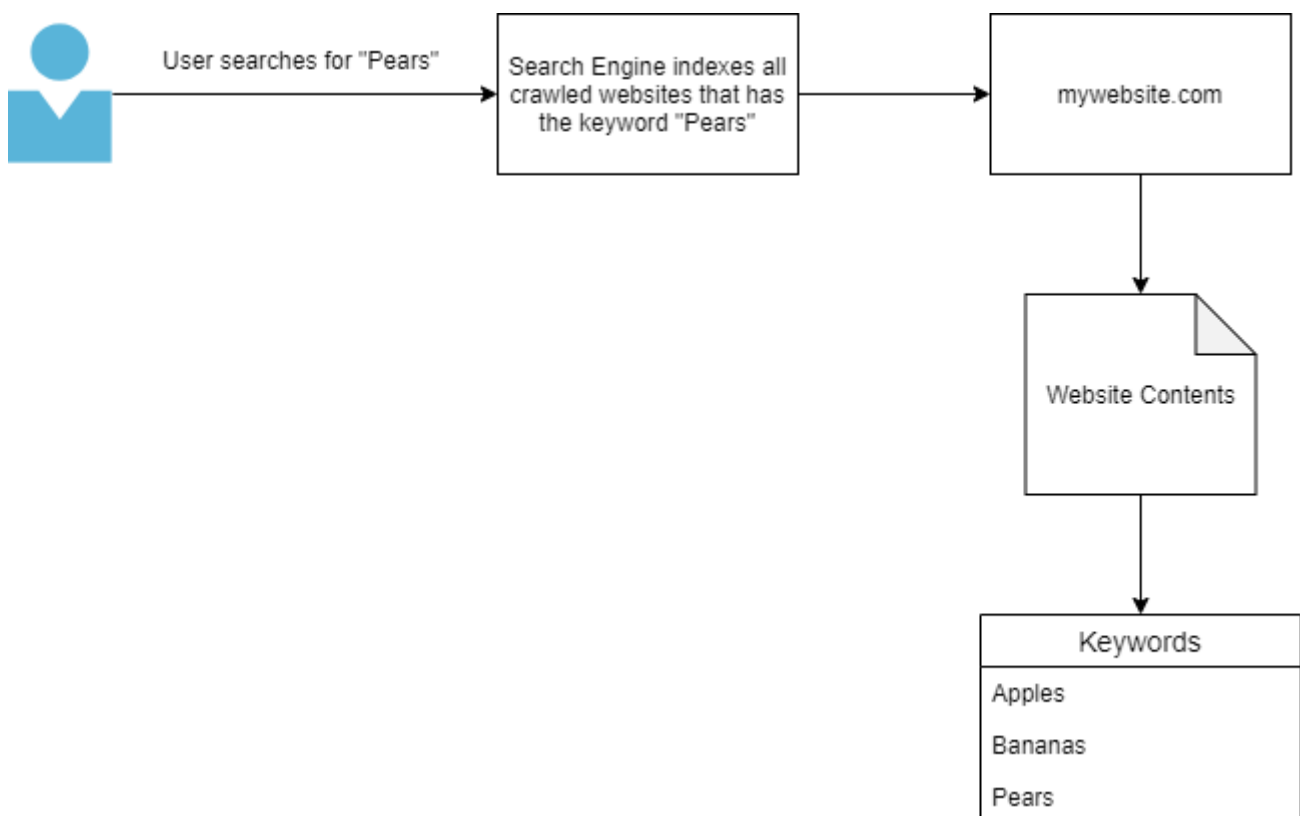 User searches for "Pears"
Search Engine indexes all
crawled websites that has
the keyword "Pears"
mywebsite.com
Website Contents
Keywords
Apples
Bananas
Pears